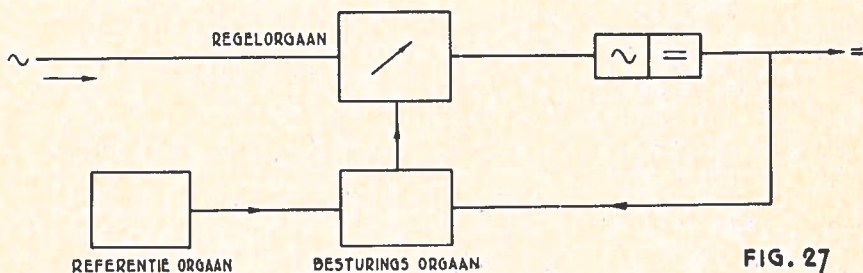 REGELORGAAN
∼
=
∼ =
REFERENTIE ORGAAN
BESTURINGS ORGAAN
FIG. 27